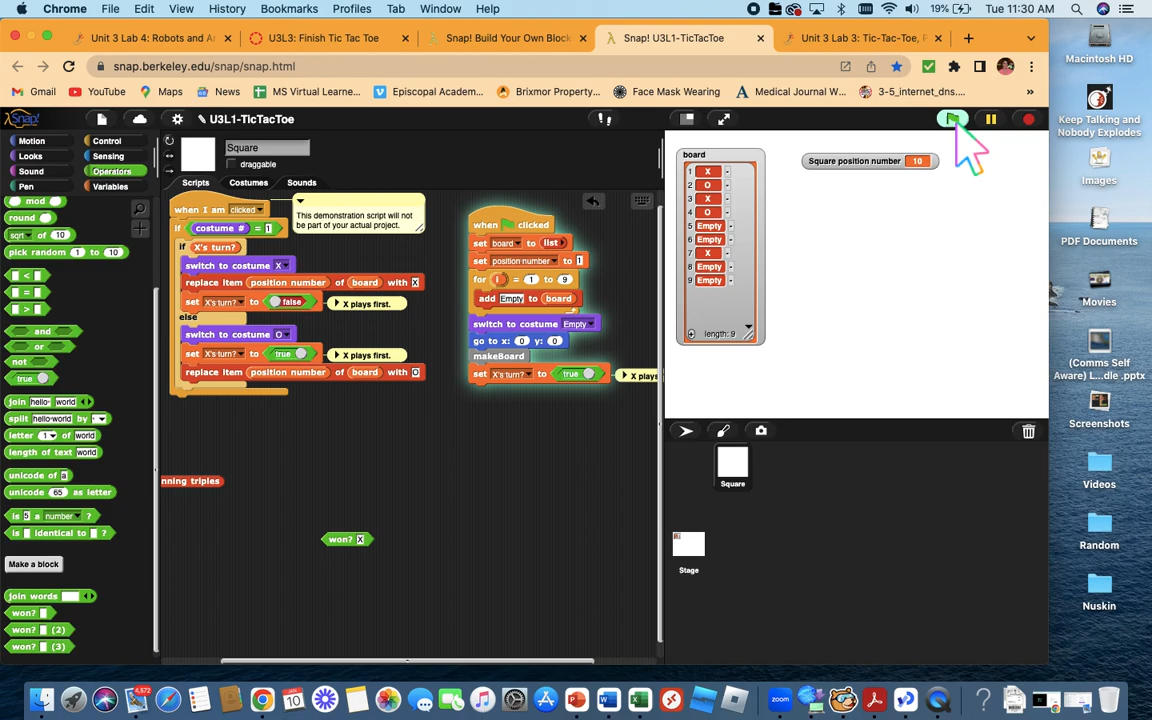 Chrome File Edit View History Bookmarks Profiles Tab Window Help 19% Tue 11:30 AM
Unit 3 Lab 4: Robots and Ar U3L3: Finish Tic Tac Toe Snap! Build Your Own Block Snap! U3L1-TicTacToe Unit 3 Lab 3: Tic-Tac-Toe, P
snap.berkeley.edu/snap/snap.html
Gmail YouTube Maps News MS Virtual Learne... Episcopal Academ... Brixmor Property... Face Mask Wearing Medical Journal W... 3-5_internet_dns....
Snap! U3L1-TicTacToe
Motion Control
Looks Sensing
Sound Operators
Pen Variables
mod
round
sqrt of 10
pick random 1 to 10
<
=
>
and
or
not
true
join hello world
split hello world by
letter 1 of world
length of text world
unicode of a
unicode 65 as letter
is 5 a number ?
is identical to ?
Make a block
join words
won?
won? (2)
won? (3)
Square
draggable
Scripts Costumes Sounds
when I am clicked
This demonstration script will not
be part of your actual project.
if costume # = 1
if X's turn?
switch to costume X
replace item position number of board with X
set X's turn? to false X plays first.
else
switch to costume O
set X's turn? to true X plays first.
replace item position number of board with O
when clicked
set board to list
set position number to 1
for i = 1 to 9
add Empty to board
switch to costume Empty
go to x: 0 y: 0
makeBoard
set X's turn? to true X plays
nning triples
won? X
board
1 X
2 O
3 X
4 O
5 Empty
6 Empty
7 X
8 Empty
9 Empty
length: 9
Square position number 10
Square
Stage
Macintosh HD
Keep Talking and
Nobody Explodes
Images
PDF Documents
Movies
(Comms Self
Aware) L...dle .pptx
Screenshots
Videos
Random
Nuskin
4,572
JAN
10
zoom